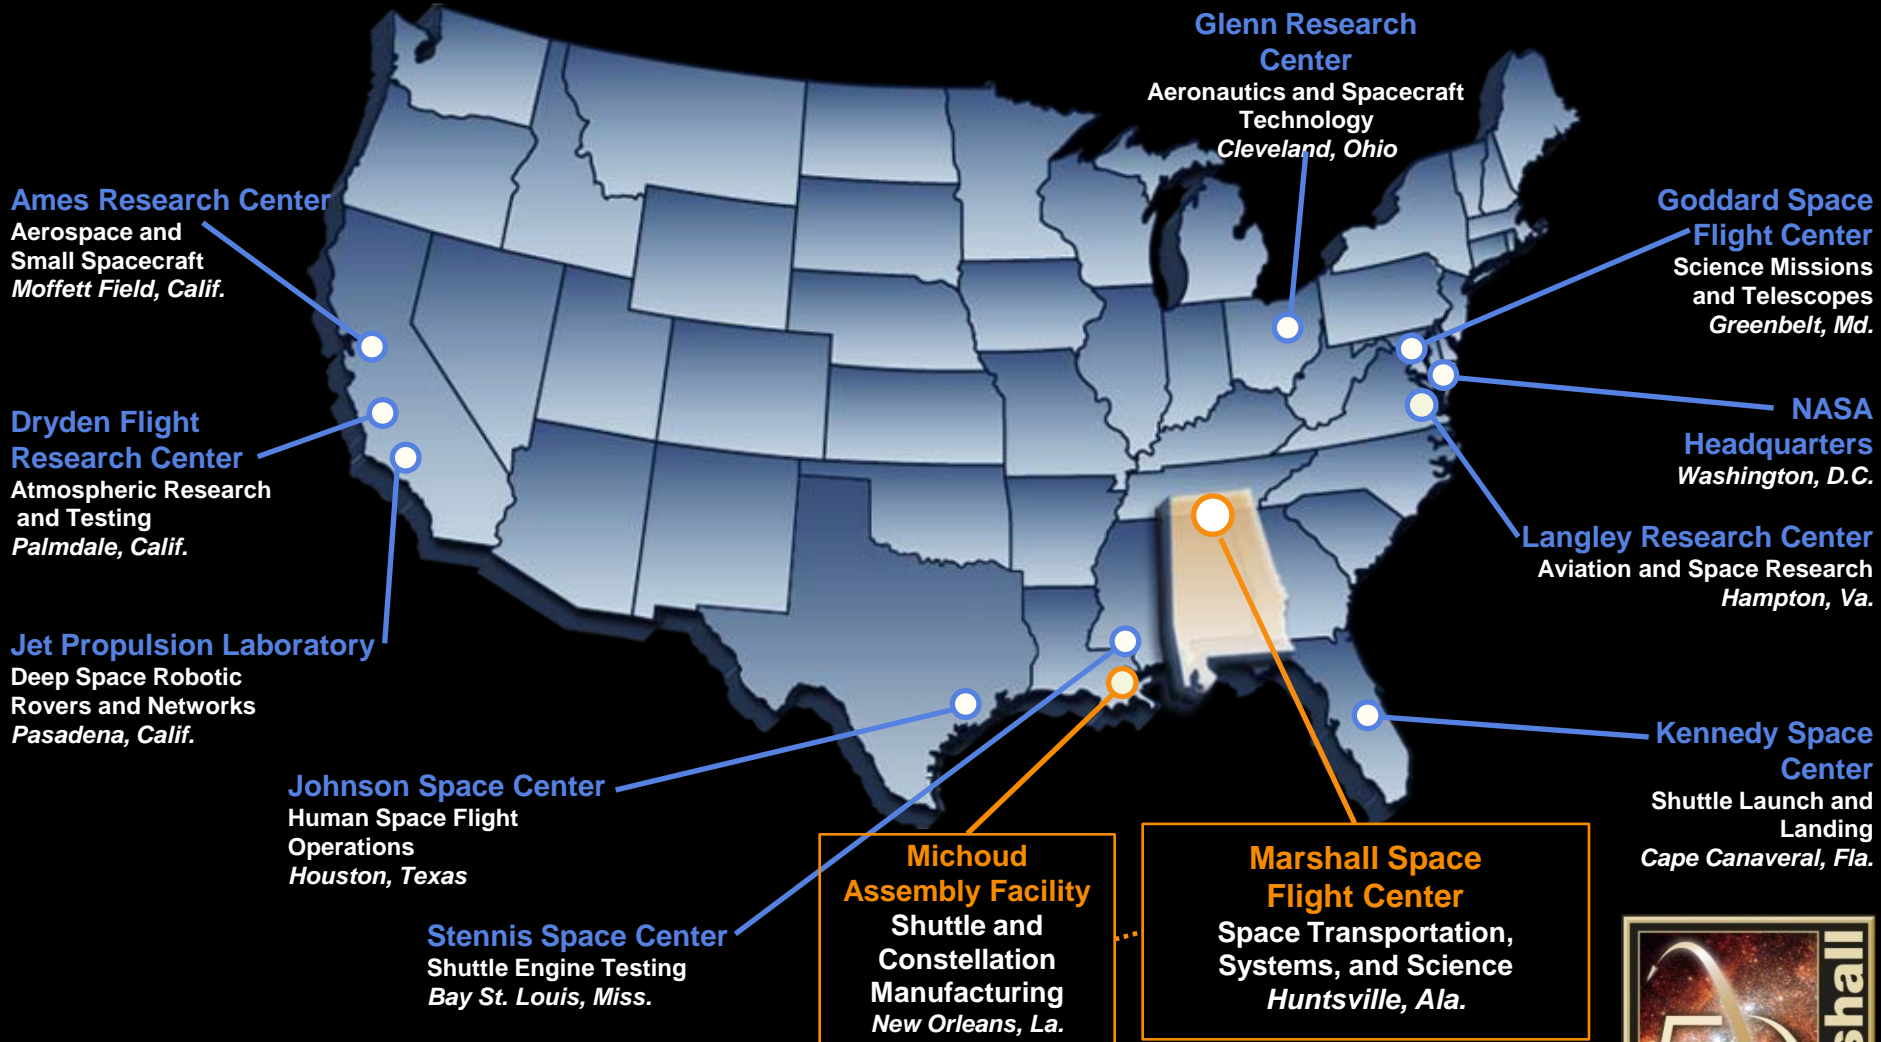 Glenn Research
Center
Aeronautics and Spacecraft
Technology
Cleveland, Ohio
Ames Research Center
Aerospace and
Small Spacecraft
Moffett Field, Calif.
Goddard Space
Flight Center
Science Missions
and Telescopes
Greenbelt, Md.
Dryden Flight
Research Center
Atmospheric Research
and Testing
Palmdale, Calif.
NASA
Headquarters
Washington, D.C.
Langley Research Center
Aviation and Space Research
Hampton, Va.
Jet Propulsion Laboratory
Deep Space Robotic
Rovers and Networks
Pasadena, Calif.
Kennedy Space
Center
Shuttle Launch and
Landing
Cape Canaveral, Fla.
Johnson Space Center
Human Space Flight
Operations
Houston, Texas
Stennis Space Center
Shuttle Engine Testing
Bay St. Louis, Miss.
Michoud
Assembly Facility
Shuttle and
Constellation
Manufacturing
New Orleans, La.
Marshall Space
Flight Center
Space Transportation,
Systems, and Science
Huntsville, Ala.